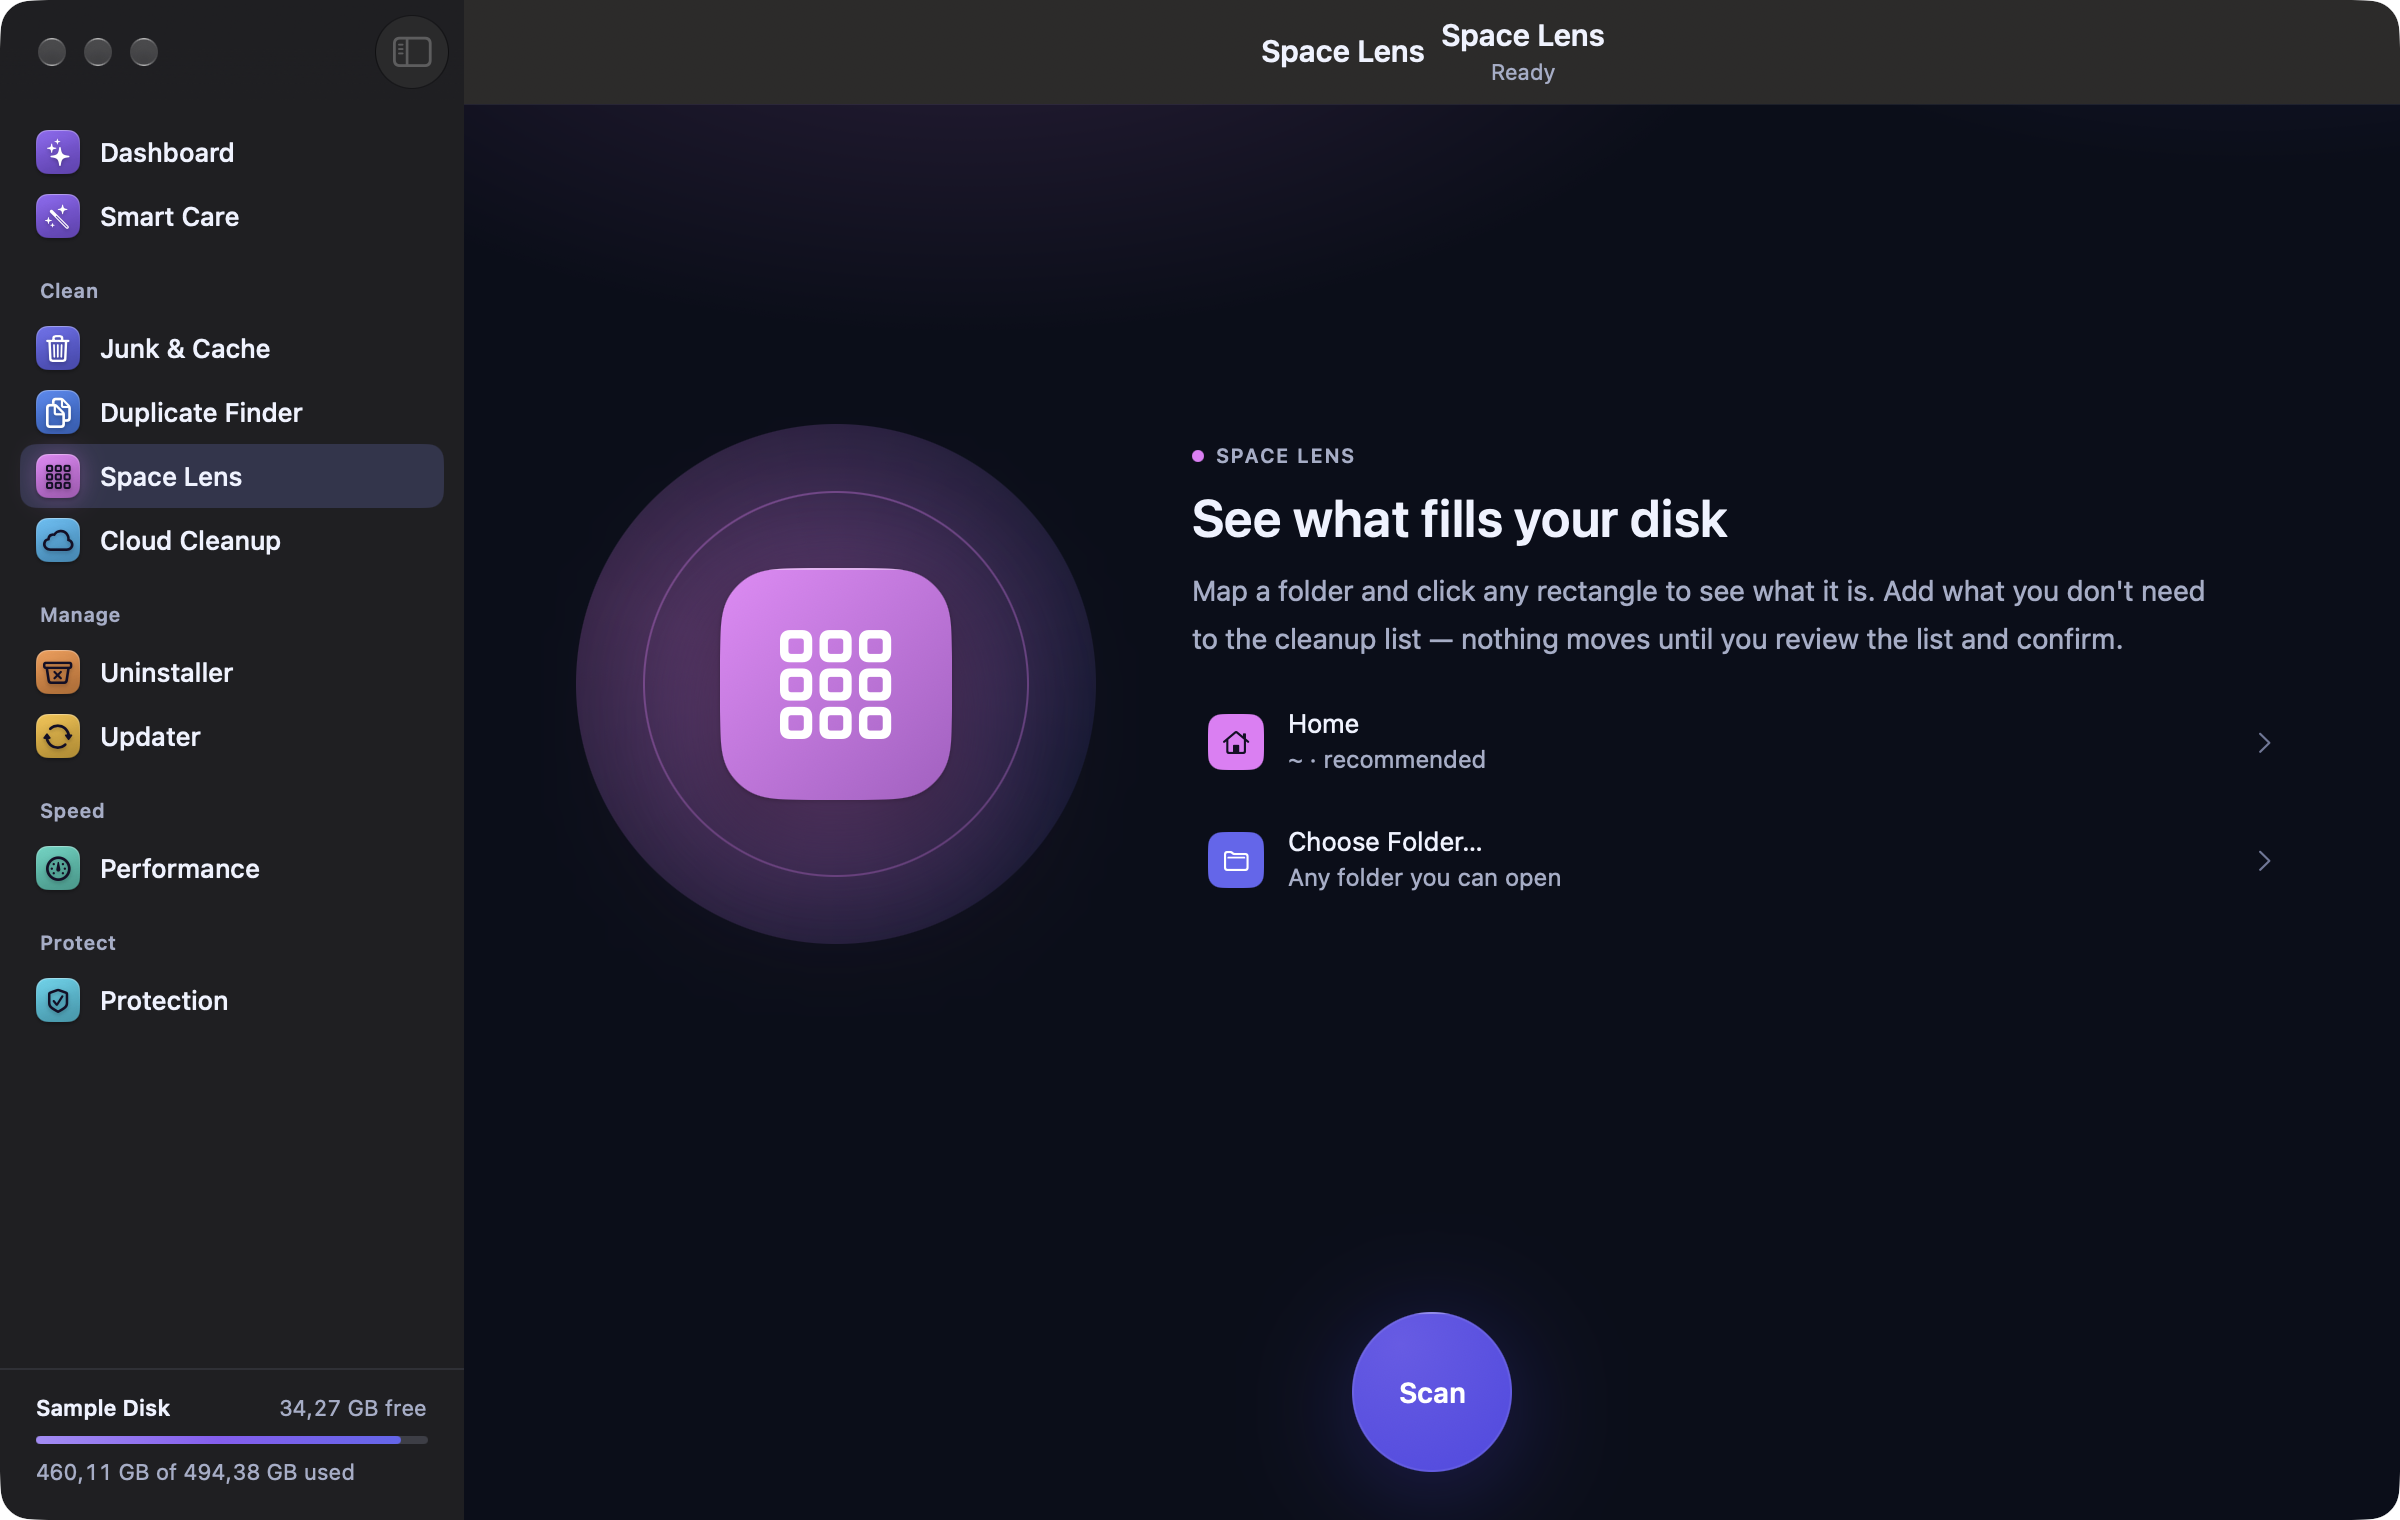 Space Lens
Space Lens
Ready
Dashboard
Smart Care
Clean
Junk & Cache
Duplicate Finder
Space Lens
Cloud Cleanup
Manage
Uninstaller
Updater
Speed
Performance
Protect
Protection
Sample Disk
34,27 GB free
460,11 GB of 494,38 GB used
SPACE LENS
See what fills your disk
Map a folder and click any rectangle to see what it is. Add what you don't need
to the cleanup list — nothing moves until you review the list and confirm.
Home
~ · recommended
Choose Folder...
Any folder you can open
Scan